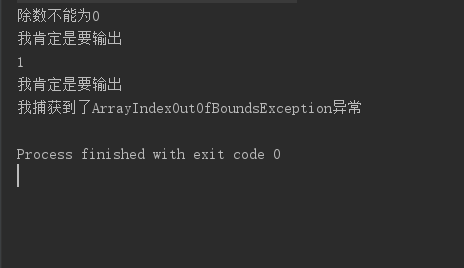 除数不能为0
我肯定是要输出
1
我肯定是要输出
我捕获到了ArrayIndexOutOfBoundsException异常
Process finished with exit code 0